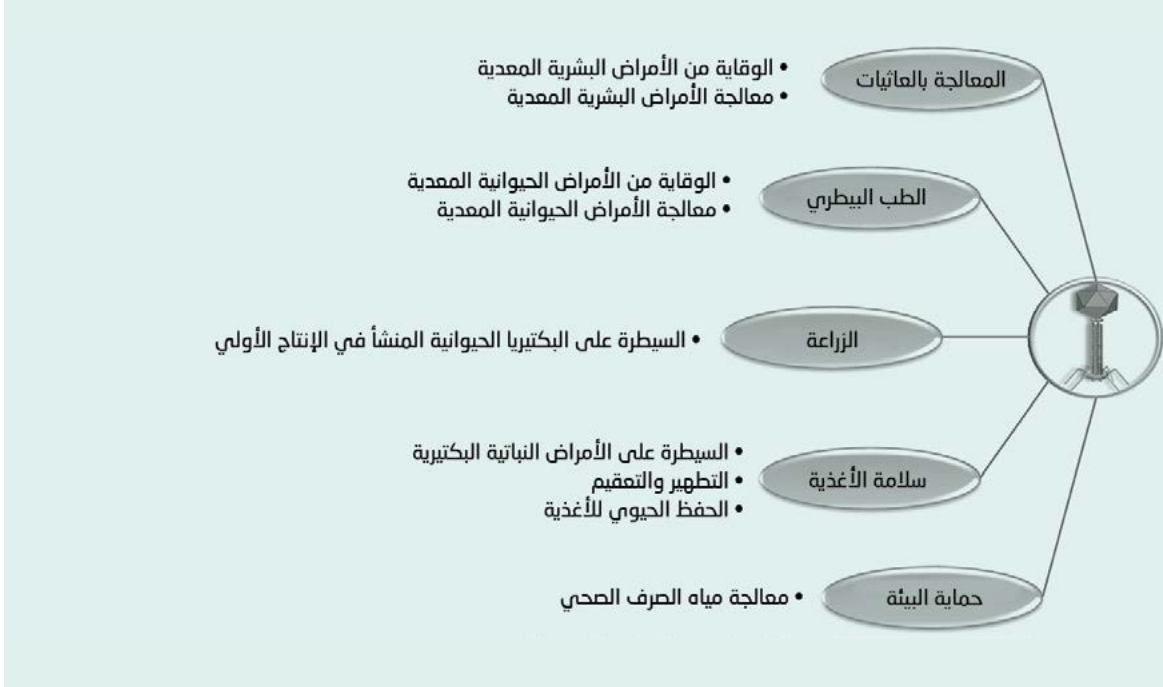 المعالجة بالعاثيات
• الوقاية من الأمراض البشرية المعدية
• معالجة الأمراض البشرية المعدية
الطب البيطري
• الوقاية من الأمراض الحيوانية المعدية
• معالجة الأمراض الحيوانية المعدية
الزراعة
• السيطرة على البكتيريا الحيوانية المنشأ في الإنتاج الأولي
سلامة الأغذية
• السيطرة على الأمراض النباتية البكتيرية
• التطهير والتعقيم
• الحفظ الحيوي للأغذية
حماية البيئة
• معالجة مياه الصرف الصحي